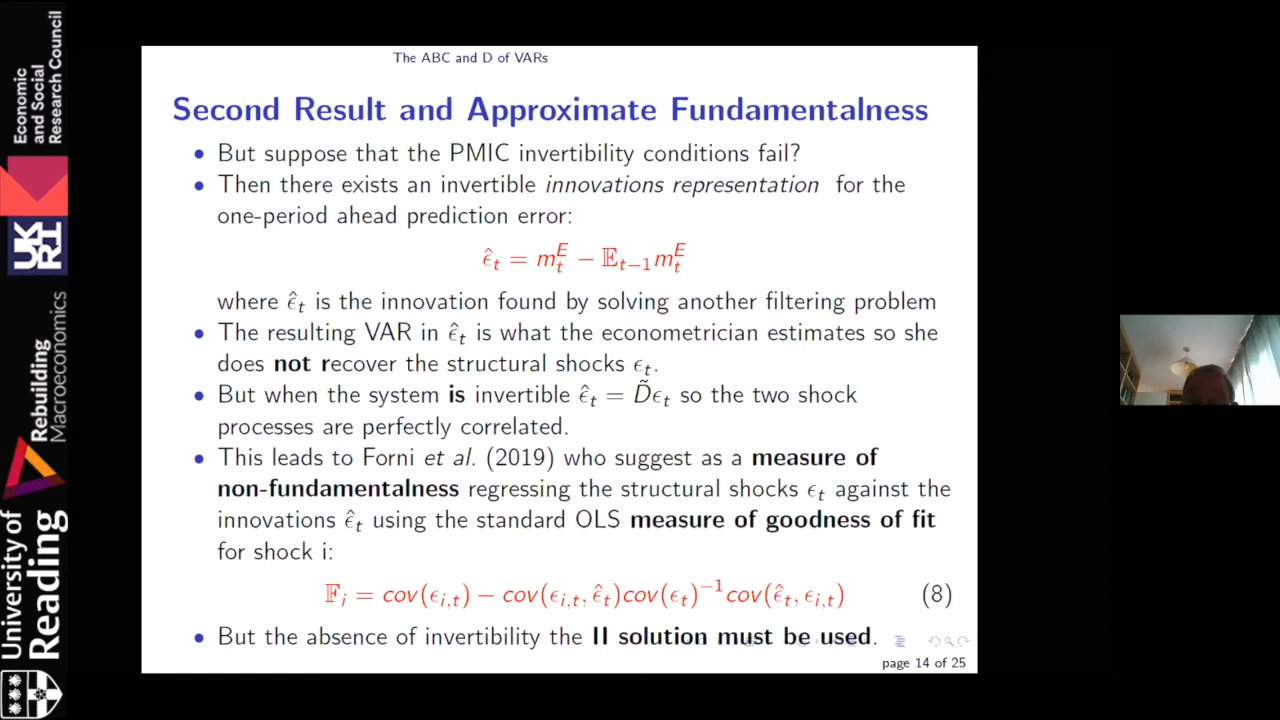 Economic
and Social
Research Council
UK
RI
Rebuilding
Macroeconomics
University of
Reading
The ABC and D of VARs
Second Result and Approximate Fundamentalness
• But suppose that the PMIC invertibility conditions fail?
• Then there exists an invertible innovations representation for the
one-period ahead prediction error:
ε̂_t = m_t^E − 𝔼_{t−1} m_t^E
where ε̂_t is the innovation found by solving another filtering problem
• The resulting VAR in ε̂_t is what the econometrician estimates so she
does not recover the structural shocks ε_t.
• But when the system is invertible ε̂_t = D̃ε_t so the two shock
processes are perfectly correlated.
• This leads to Forni et al. (2019) who suggest as a measure of
non-fundamentalness regressing the structural shocks ε_t against the
innovations ε̂_t using the standard OLS measure of goodness of fit
for shock i:
𝔽_i = cov(ε_{i,t}) − cov(ε_{i,t}, ε̂_t)cov(ε_t)^{−1}cov(ε̂_t, ε_{i,t}) (8)
• But the absence of invertibility the II solution must be used.
page 14 of 25